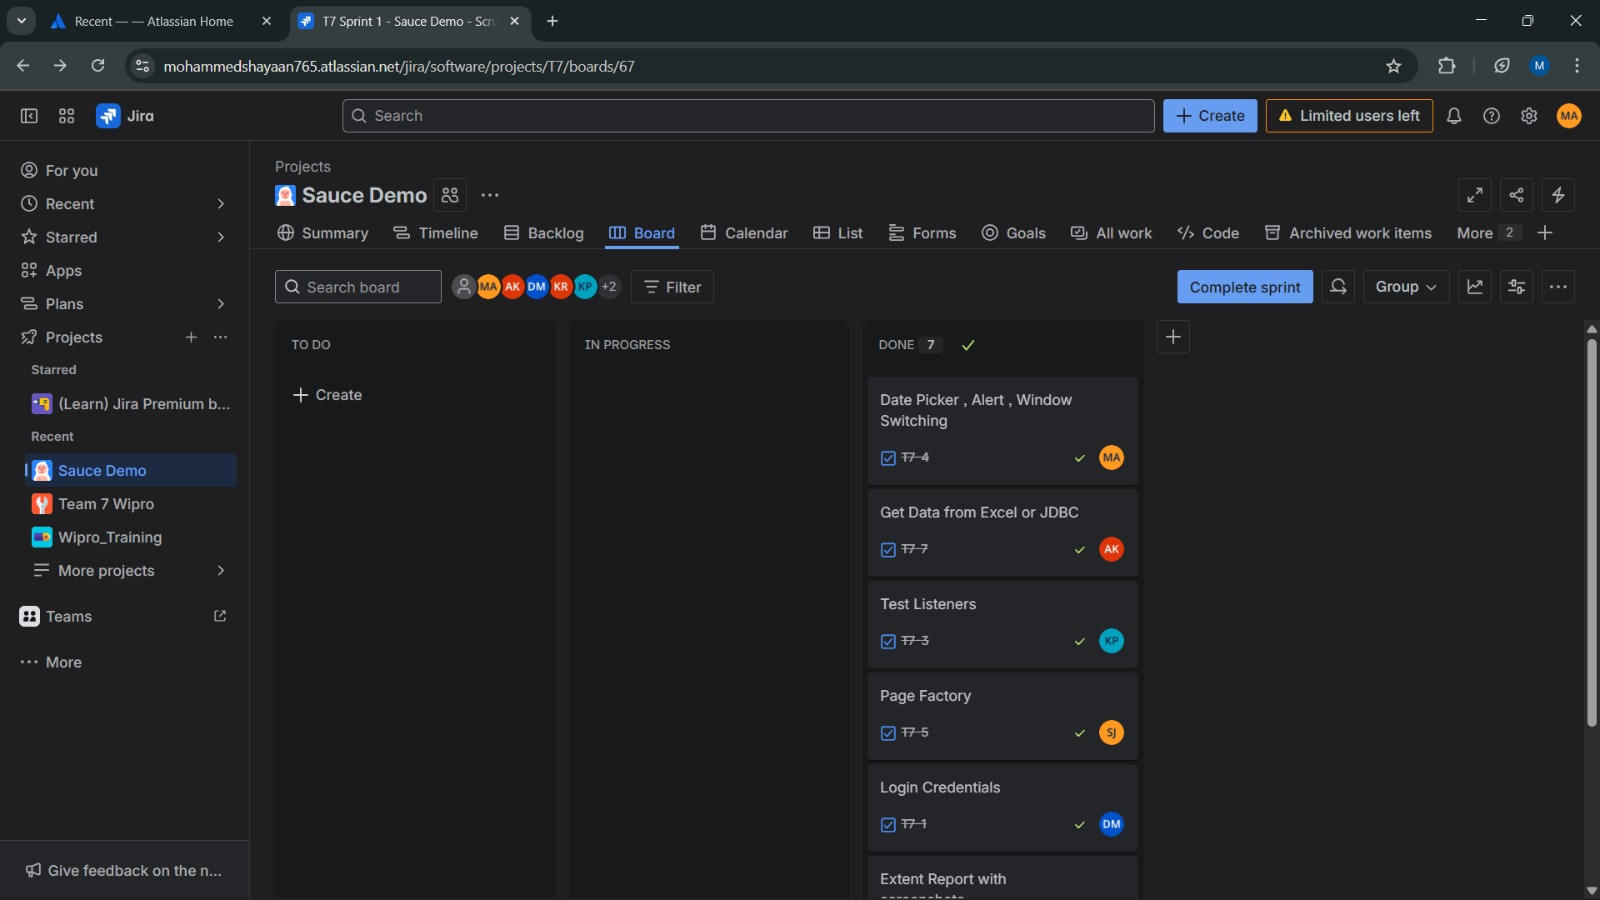 Recent — — Atlassian Home
T7 Sprint 1 - Sauce Demo - Scru
mohammedshayaan765.atlassian.net/jira/software/projects/T7/boards/67
M
Jira
Search
Create
Limited users left
MA
For you
Recent
Starred
Apps
Plans
Projects
Starred
(Learn) Jira Premium b...
Recent
Sauce Demo
Team 7 Wipro
Wipro_Training
More projects
Teams
More
Give feedback on the n...
Projects
Sauce Demo
Summary
Timeline
Backlog
Board
Calendar
List
Forms
Goals
All work
Code
Archived work items
More 2
Search board
MA AK DM KR KP +2
Filter
Complete sprint
Group
TO DO
Create
IN PROGRESS
DONE 7
Date Picker , Alert , Window
Switching
T7-4
MA
Get Data from Excel or JDBC
T7-7
AK
Test Listeners
T7-3
KP
Page Factory
T7-5
SJ
Login Credentials
T7-1
DM
Extent Report with